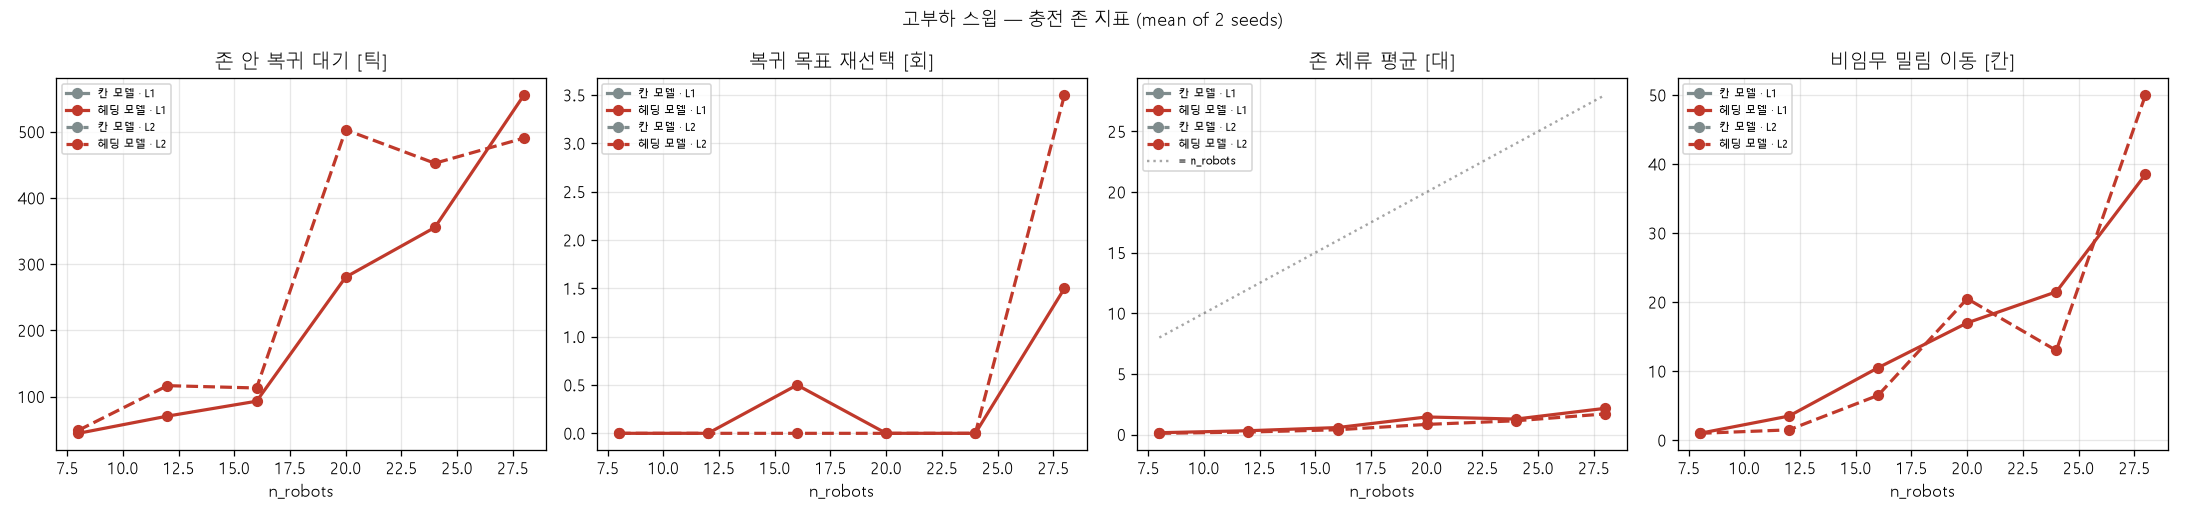 고부하 스윕 — 충전 존 지표 (mean of 2 seeds)
존 안 복귀 대기 [틱]
칸 모델 · L1
헤딩 모델 · L1
칸 모델 · L2
헤딩 모델 · L2
500
400
300
200
100
7.5 10.0 12.5 15.0 17.5 20.0 22.5 25.0 27.5
n_robots
복귀 목표 재선택 [회]
칸 모델 · L1
헤딩 모델 · L1
칸 모델 · L2
헤딩 모델 · L2
3.5
3.0
2.5
2.0
1.5
1.0
0.5
0.0
7.5 10.0 12.5 15.0 17.5 20.0 22.5 25.0 27.5
n_robots
존 체류 평균 [대]
칸 모델 · L1
헤딩 모델 · L1
칸 모델 · L2
헤딩 모델 · L2
= n_robots
25
20
15
10
5
0
7.5 10.0 12.5 15.0 17.5 20.0 22.5 25.0 27.5
n_robots
비임무 밀림 이동 [칸]
칸 모델 · L1
헤딩 모델 · L1
칸 모델 · L2
헤딩 모델 · L2
50
40
30
20
10
0
7.5 10.0 12.5 15.0 17.5 20.0 22.5 25.0 27.5
n_robots